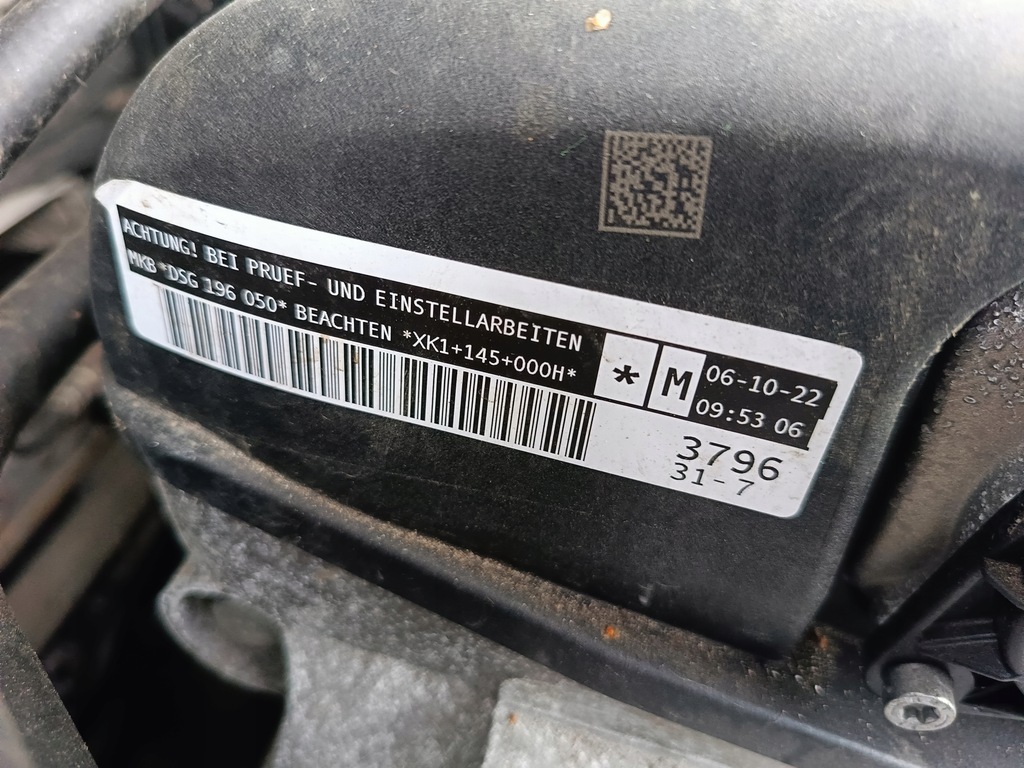 ACHTUNG! BEI PRUEF- UND EINSTELLARBEITEN
MKB *DSG 196 050* BEACHTEN *XK1+145+000H*
* M
06-10-22
09:53 06
3796
31-7